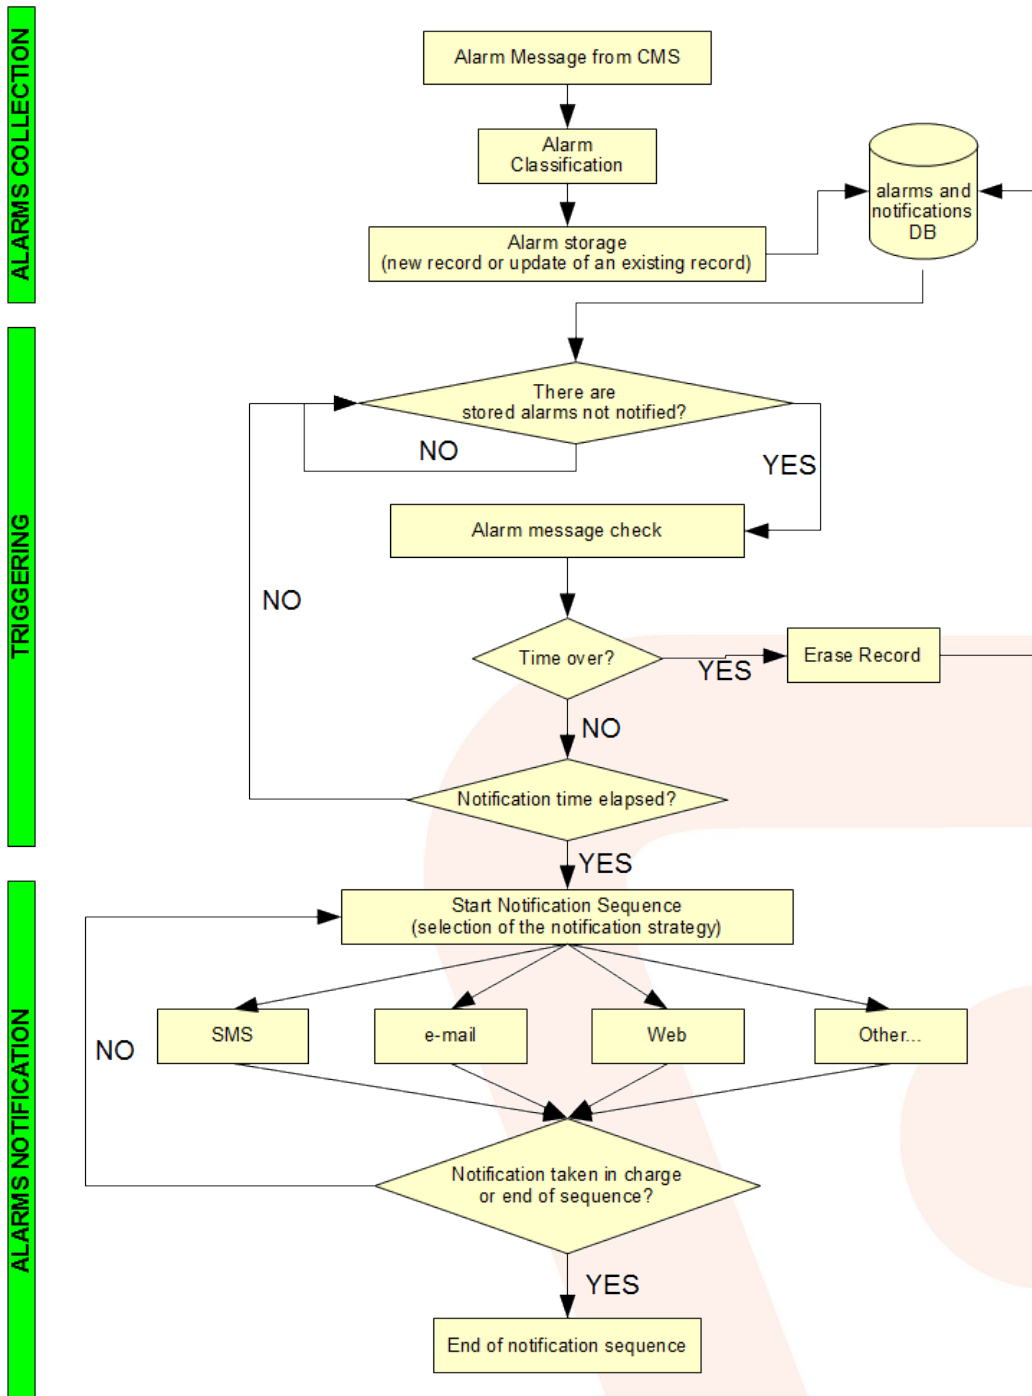 ALARMS COLLECTION
Alarm Message from CMS
Alarm
Classification
Alarm storage
(new record or update of an existing record)
alarms and
notifications
DB
TRIGGERING
There are
stored alarms not notified?
NO
YES
Alarm message check
NO
Time over?
YES
Erase Record
NO
Notification time elapsed?
YES
ALARMS NOTIFICATION
Start Notification Sequence
(selection of the notification strategy)
SMS
e-mail
Web
Other...
NO
Notification taken in charge
or end of sequence?
YES
End of notification sequence